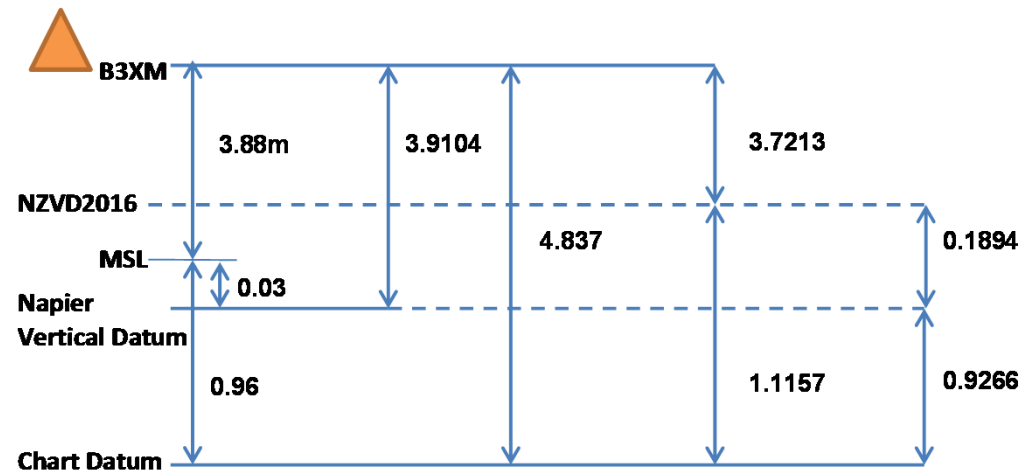 B3XM
3.88m
3.9104
3.7213
NZVD2016
4.837
0.1894
MSL
0.03
Napier
Vertical Datum
0.96
1.1157
0.9266
Chart Datum